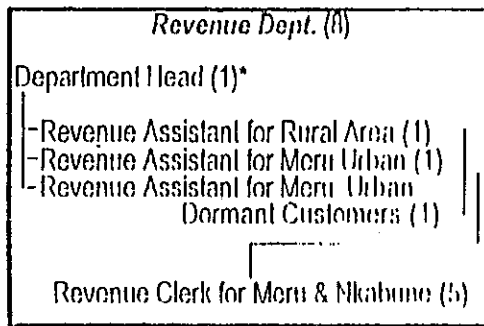 Revenue Dept. (8)
Department Head (1)*
-Revenue Assistant for Rural Area (1)
-Revenue Assistant for Meru Urban (1)
-Revenue Assistant for Meru Urban
Dormant Customers (1)
Revenue Clerk for Meru & Nkabune (5)